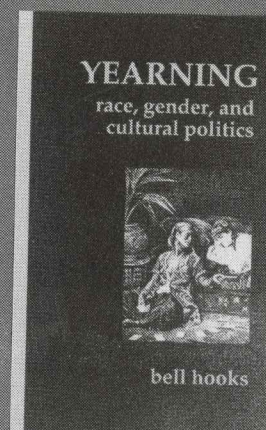 YEARNING
race, gender, and
cultural politics
bell hooks